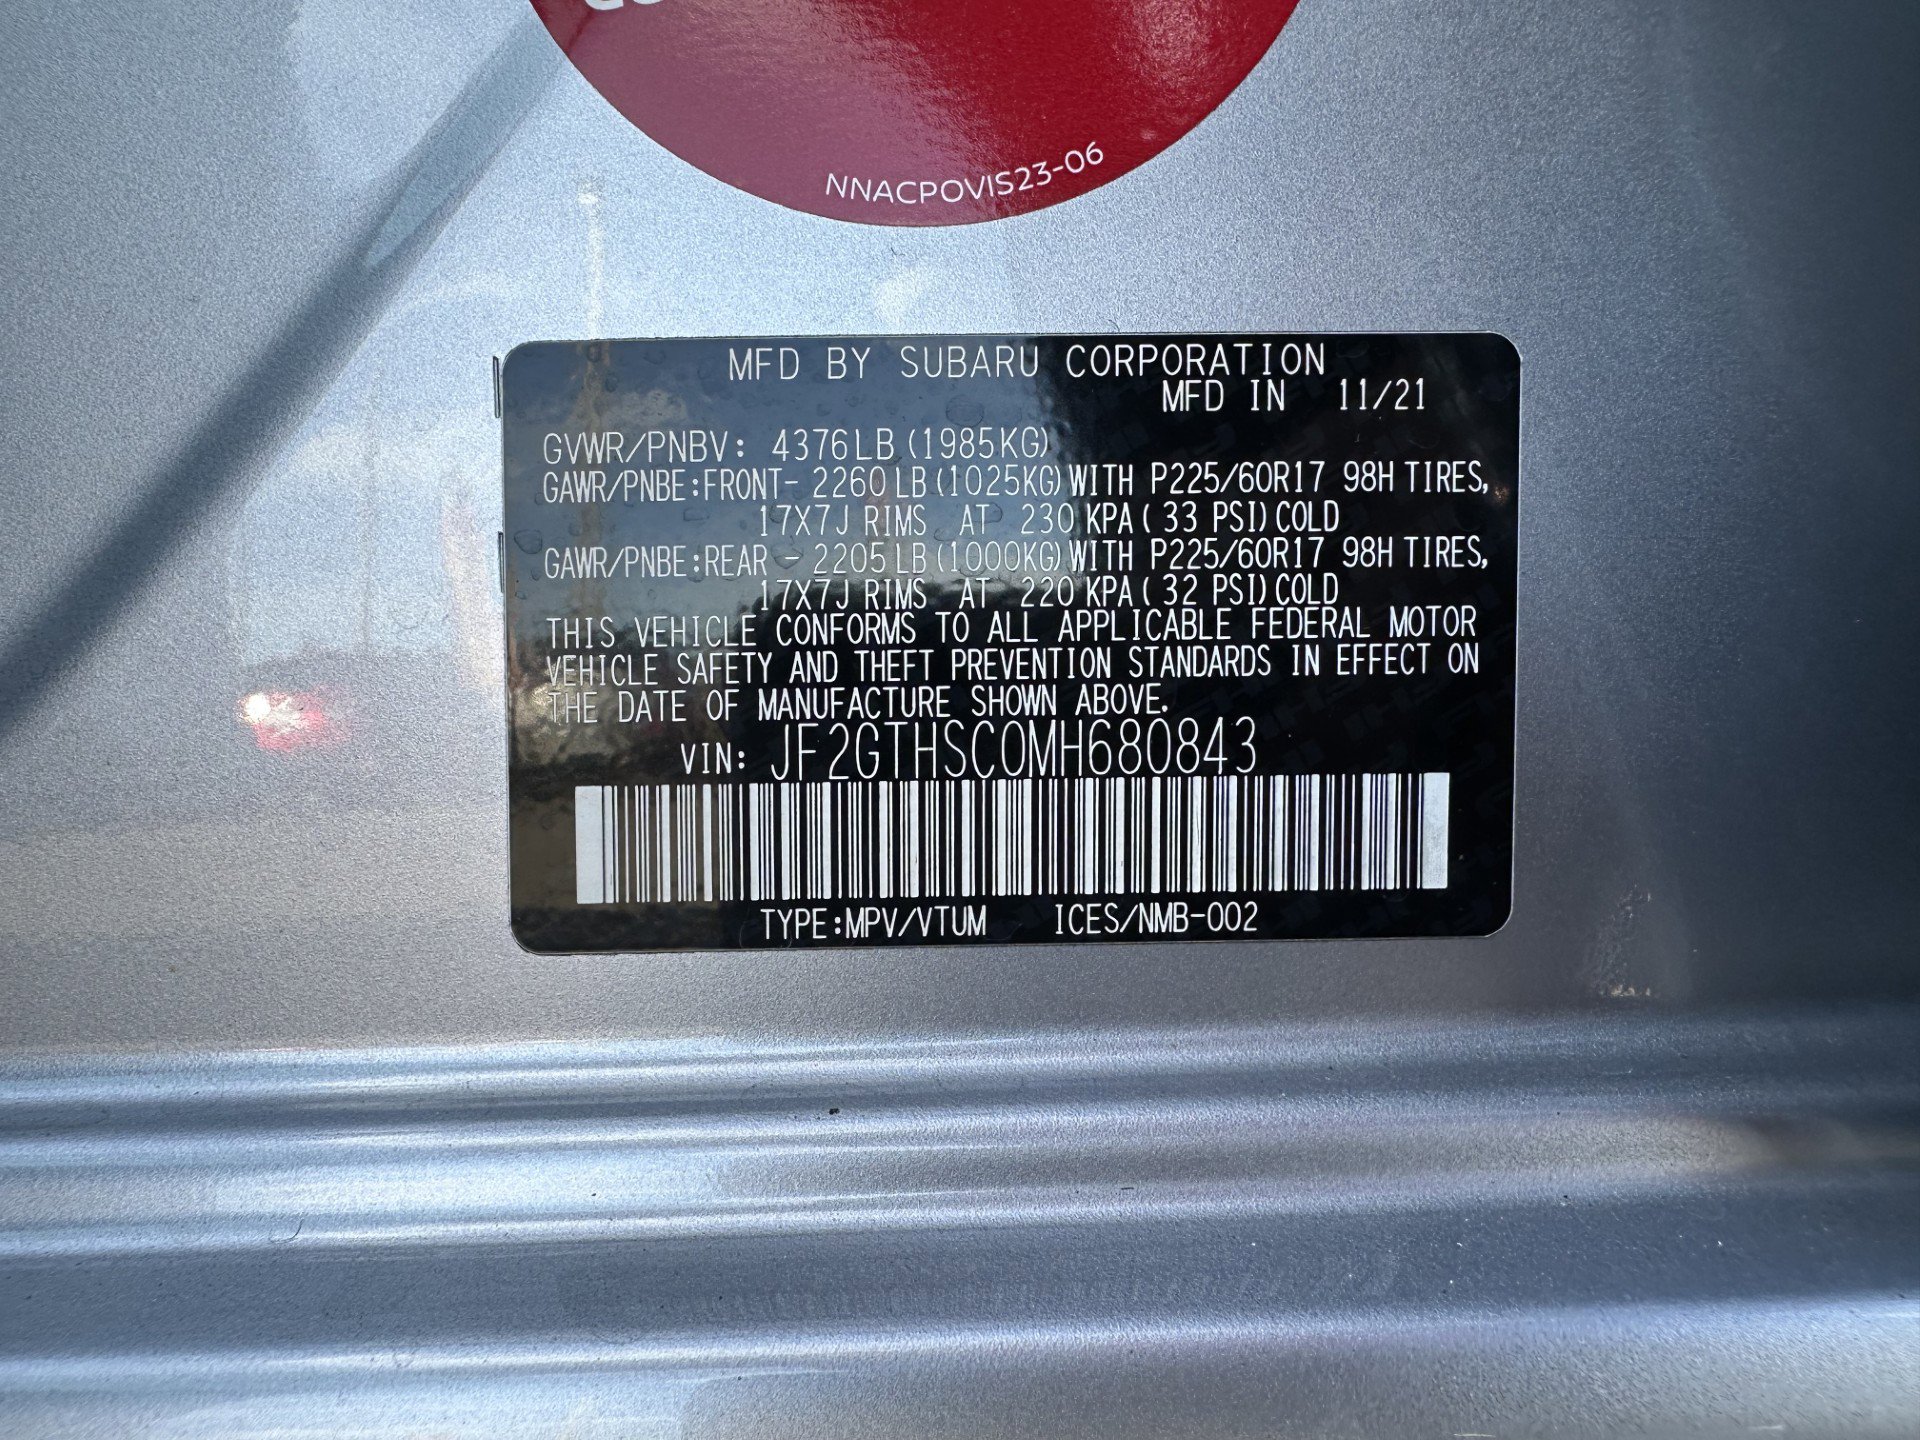 NNACPOVIS23-06
MFD BY SUBARU CORPORATION
MFD IN 11/21
GVWR/PNBV: 4376LB (1985KG)
GAWR/PNBE:FRONT- 2260 LB (1025KG) WITH P225/60R17 98H TIRES,
17X7J RIMS AT 230 KPA ( 33 PSI) COLD
GAWR/PNBE:REAR - 2205 LB (1000KG) WITH P225/60R17 98H TIRES,
17X7J RIMS AT 220 KPA ( 32 PSI) COLD
THIS VEHICLE CONFORMS TO ALL APPLICABLE FEDERAL MOTOR
VEHICLE SAFETY AND THEFT PREVENTION STANDARDS IN EFFECT ON
THE DATE OF MANUFACTURE SHOWN ABOVE.
VIN: JF2GTHSC0MH680843
TYPE:MPV/VTUM ICES/NMB-002